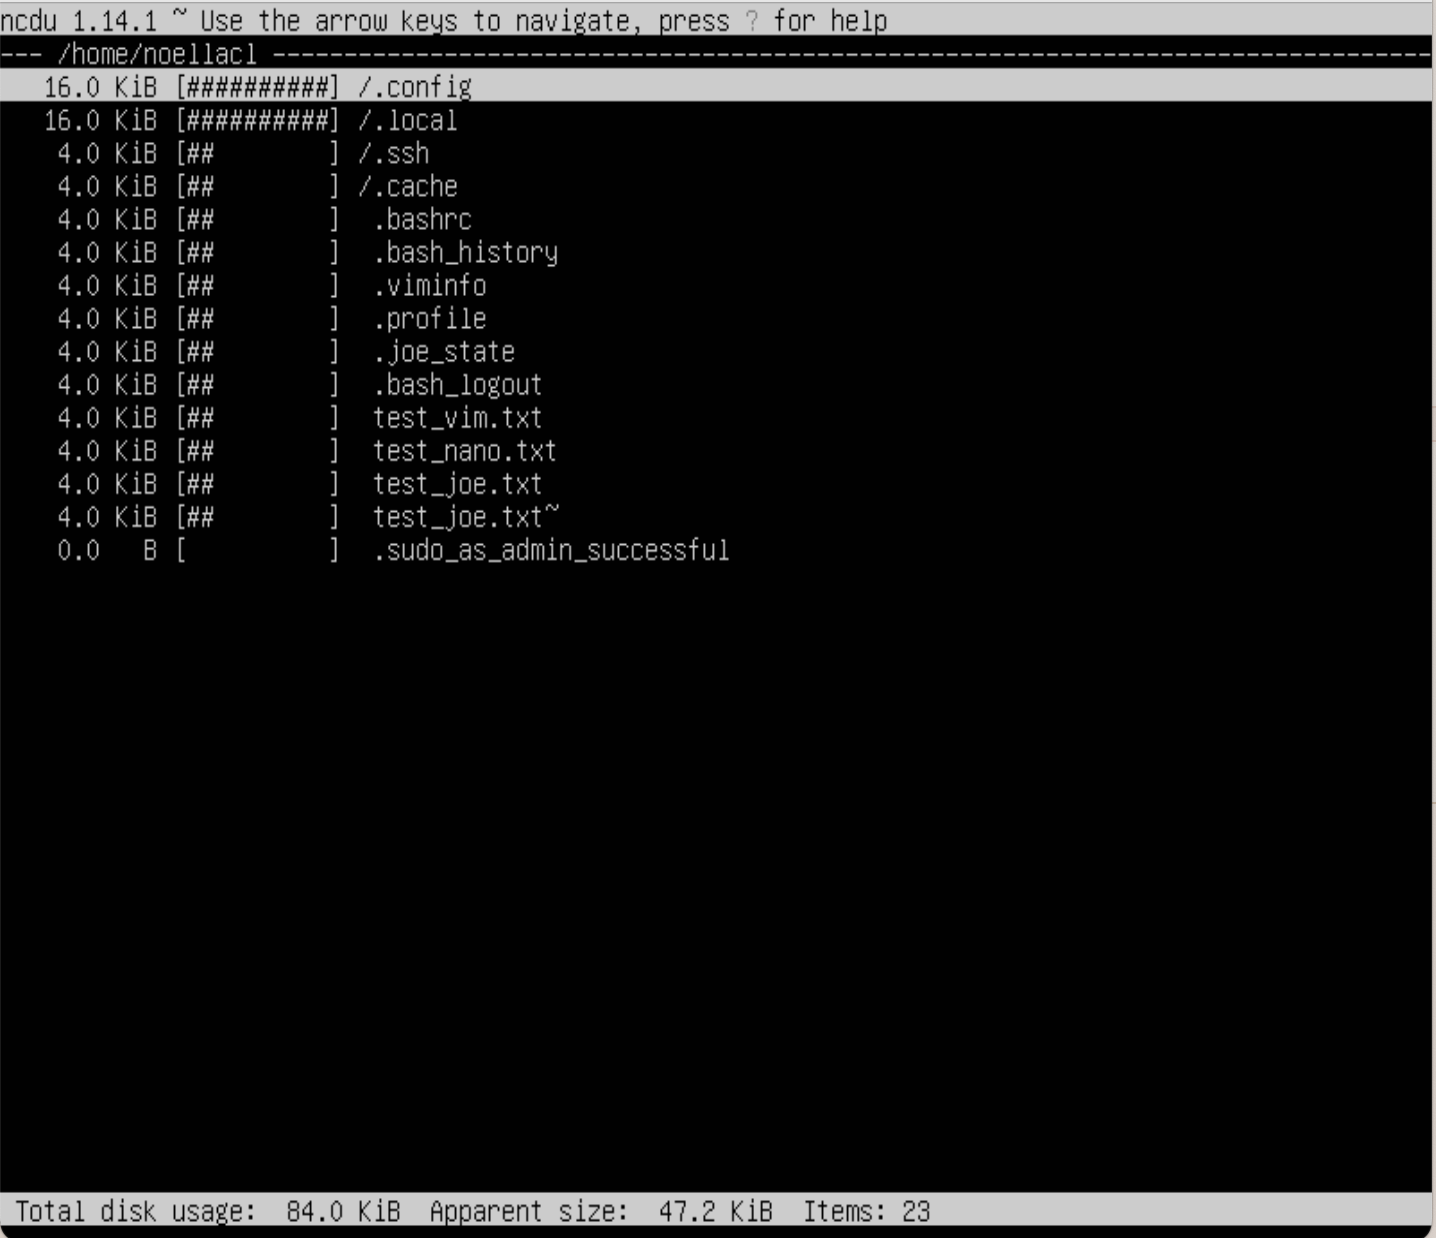 ncdu 1.14.1 ~ Use the arrow keys to navigate, press ? for help
--- /home/noellacl ---------------------------------------------------------------------------------
   16.0 KiB [##########] /.config
   16.0 KiB [##########] /.local
    4.0 KiB [##        ] /.ssh
    4.0 KiB [##        ] /.cache
    4.0 KiB [##        ]  .bashrc
    4.0 KiB [##        ]  .bash_history
    4.0 KiB [##        ]  .viminfo
    4.0 KiB [##        ]  .profile
    4.0 KiB [##        ]  .joe_state
    4.0 KiB [##        ]  .bash_logout
    4.0 KiB [##        ]  test_vim.txt
    4.0 KiB [##        ]  test_nano.txt
    4.0 KiB [##        ]  test_joe.txt
    4.0 KiB [##        ]  test_joe.txt~
    0.0   B [          ]  .sudo_as_admin_successful
 Total disk usage:  84.0 KiB  Apparent size:  47.2 KiB  Items: 23